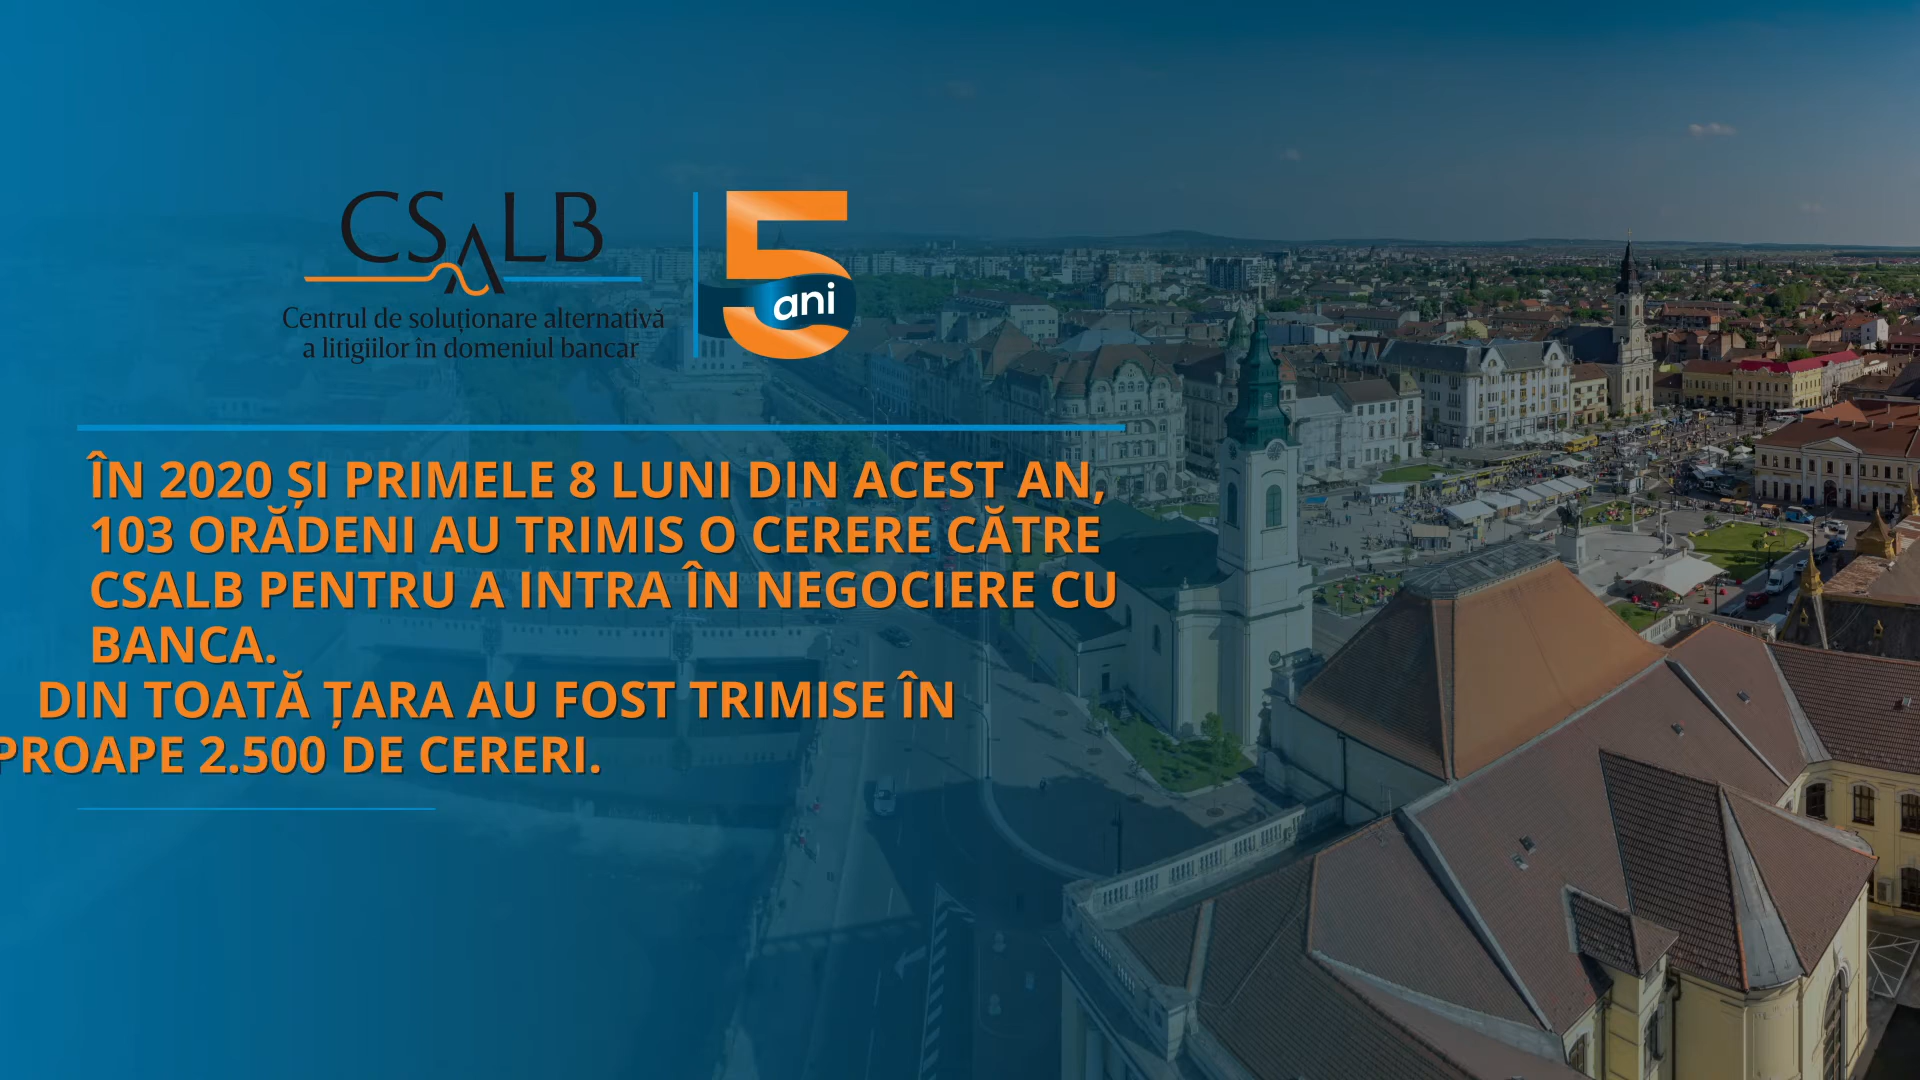 CSALB
5
ani
Centrul de soluționare alternativă
a litigiilor în domeniul bancar
ÎN 2020 ȘI PRIMELE 8 LUNI DIN ACEST AN,
103 ORĂDENI AU TRIMIS O CERERE CĂTRE
CSALB PENTRU A INTRA ÎN NEGOCIERE CU
BANCA.
DIN TOATĂ ȚARA AU FOST TRIMISE ÎN
PROAPE 2.500 DE CERERI.